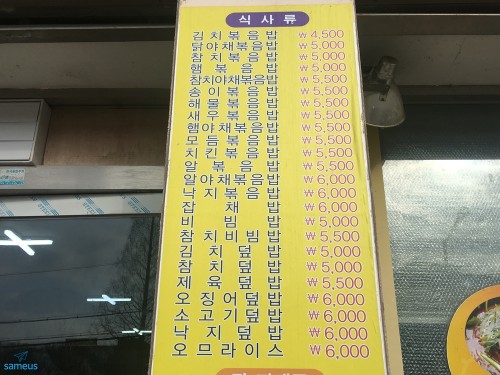 식사류
김치볶음밥 ₩4,500
닭야채볶음밥 ₩5,000
참치볶음밥 ₩5,000
햄볶음밥 ₩5,000
참치야채볶음밥 ₩5,500
송이볶음밥 ₩5,500
해물볶음밥 ₩5,500
새우볶음밥 ₩5,500
햄야채볶음밥 ₩5,500
모듬볶음밥 ₩5,500
치킨볶음밥 ₩5,500
알볶음밥 ₩5,500
알야채볶음밥 ₩6,000
낙지볶음밥 ₩6,000
잡채밥 ₩6,000
비빔밥 ₩5,000
참치비빔밥 ₩5,500
김치덮밥 ₩5,000
참치덮밥 ₩5,000
제육덮밥 ₩5,500
오징어덮밥 ₩6,000
소고기덮밥 ₩6,000
낙지덮밥 ₩6,000
오므라이스 ₩6,000
sameus